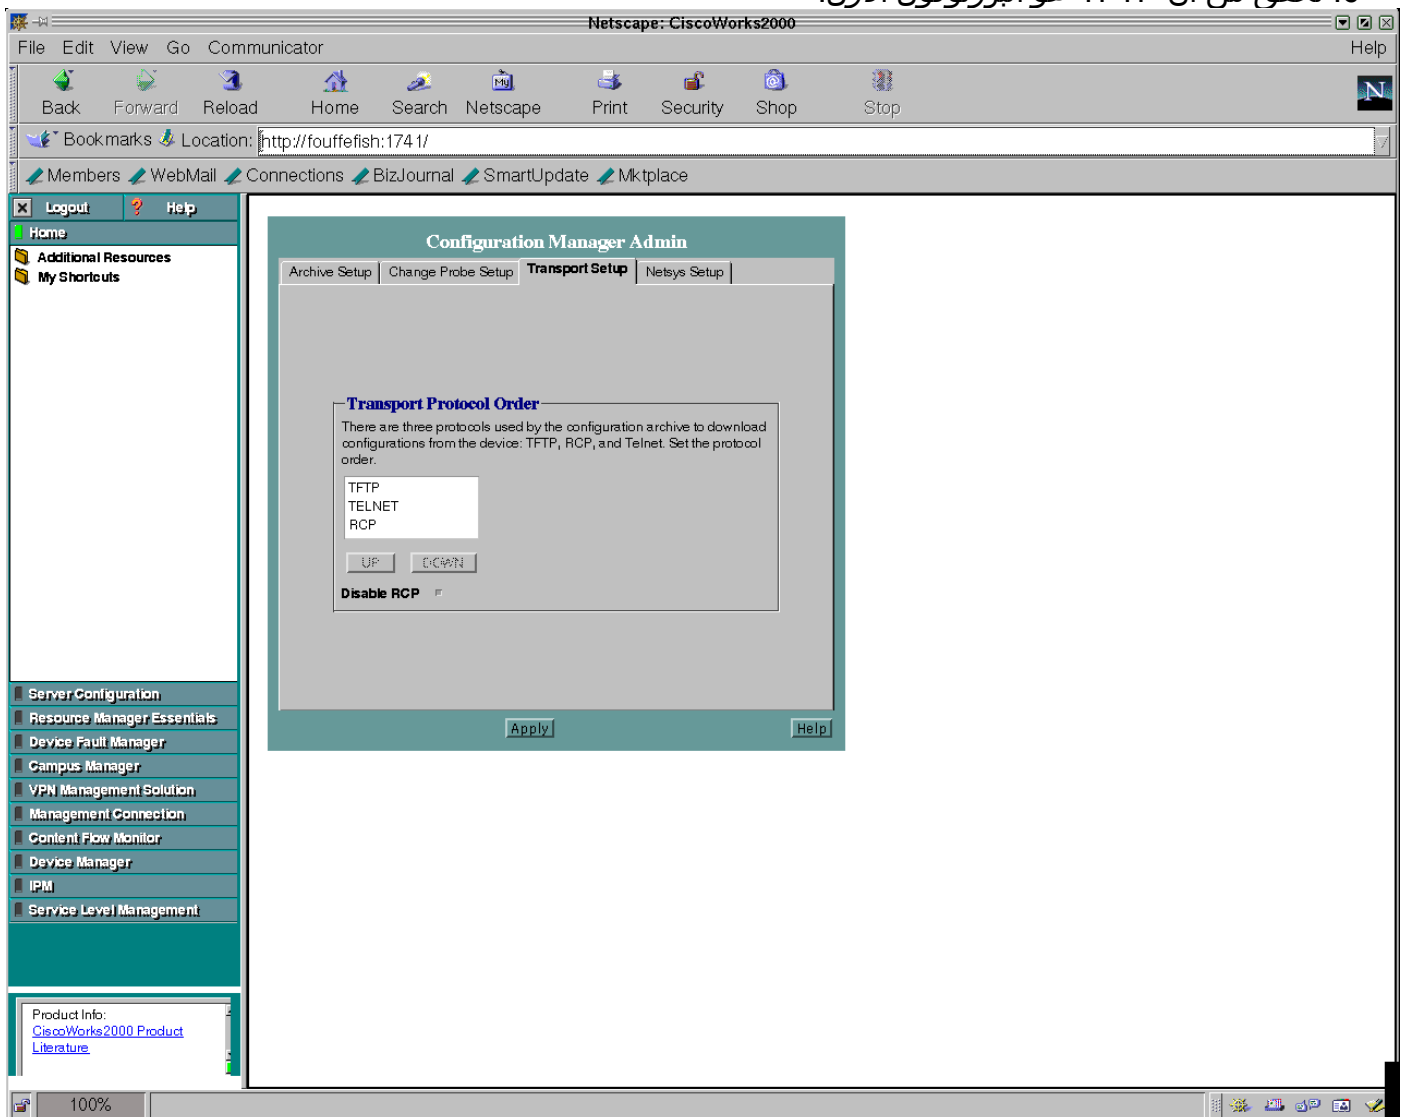 Netscape: CiscoWorks2000
File Edit View Go Communicator Help
Back Forward Reload Home Search Netscape Print Security Shop Stop
My
N
Bookmarks Location: http://fouffefish:1741/
Members WebMail Connections BizJournal SmartUpdate Mktplace
Logout ? Help
Home
Additional Resources
My Shortcuts
Configuration Manager Admin
Archive Setup Change Probe Setup Transport Setup Netsys Setup
Transport Protocol Order
There are three protocols used by the configuration archive to download
configurations from the device: TFTP, RCP, and Telnet. Set the protocol
order.
TFTP
TELNET
RCP
UP DOWN
Disable RCP
Apply Help
Server Configuration
Resource Manager Essentials
Device Fault Manager
Campus Manager
VPN Management Solution
Management Connection
Content Flow Monitor
Device Manager
IPM
Service Level Management
Product Info:
CiscoWorks2000 Product
Literature
100%